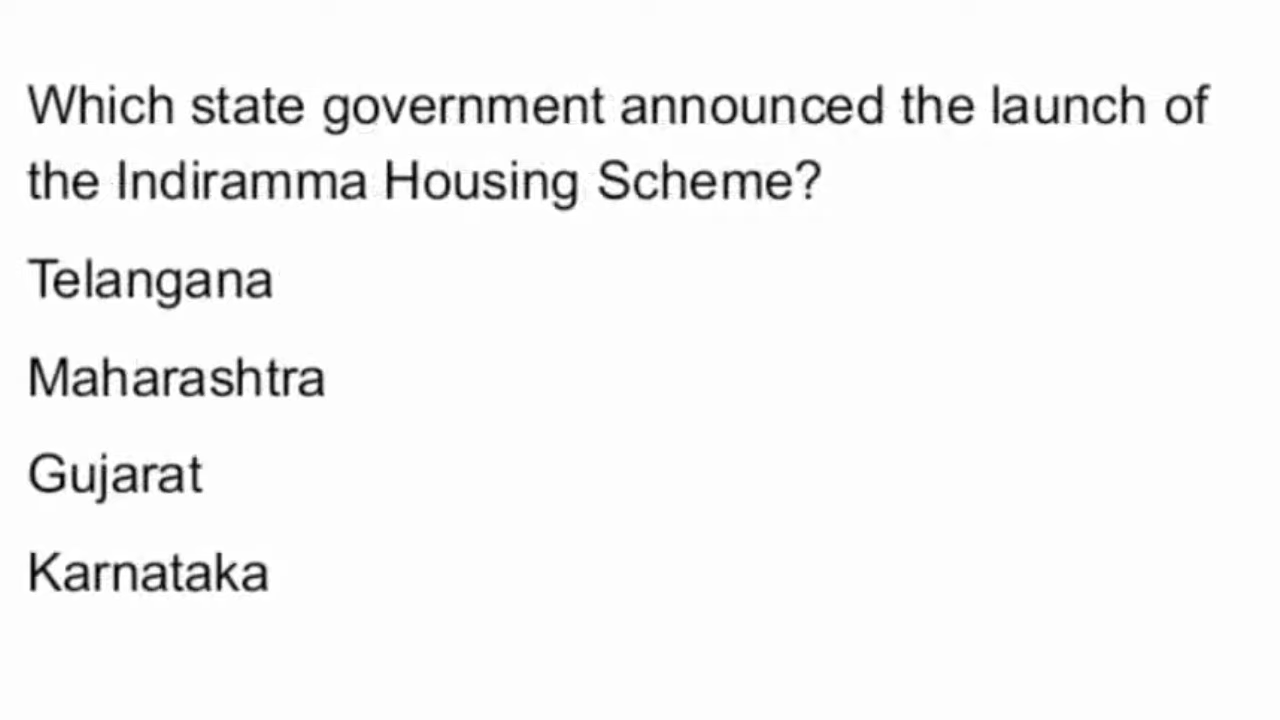 Which state government announced the launch of
the Indiramma Housing Scheme?
Telangana
Maharashtra
Gujarat
Karnataka